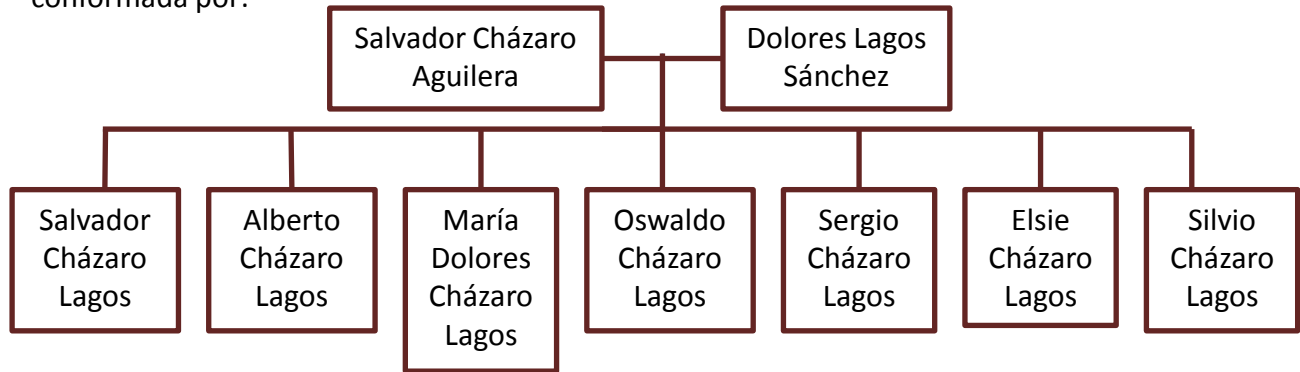 conformada por:
Salvador Cházaro
Aguilera
Dolores Lagos
Sánchez
Salvador
Cházaro
Lagos
Alberto
Cházaro
Lagos
María
Dolores
Cházaro
Lagos
Oswaldo
Cházaro
Lagos
Sergio
Cházaro
Lagos
Elsie
Cházaro
Lagos
Silvio
Cházaro
Lagos